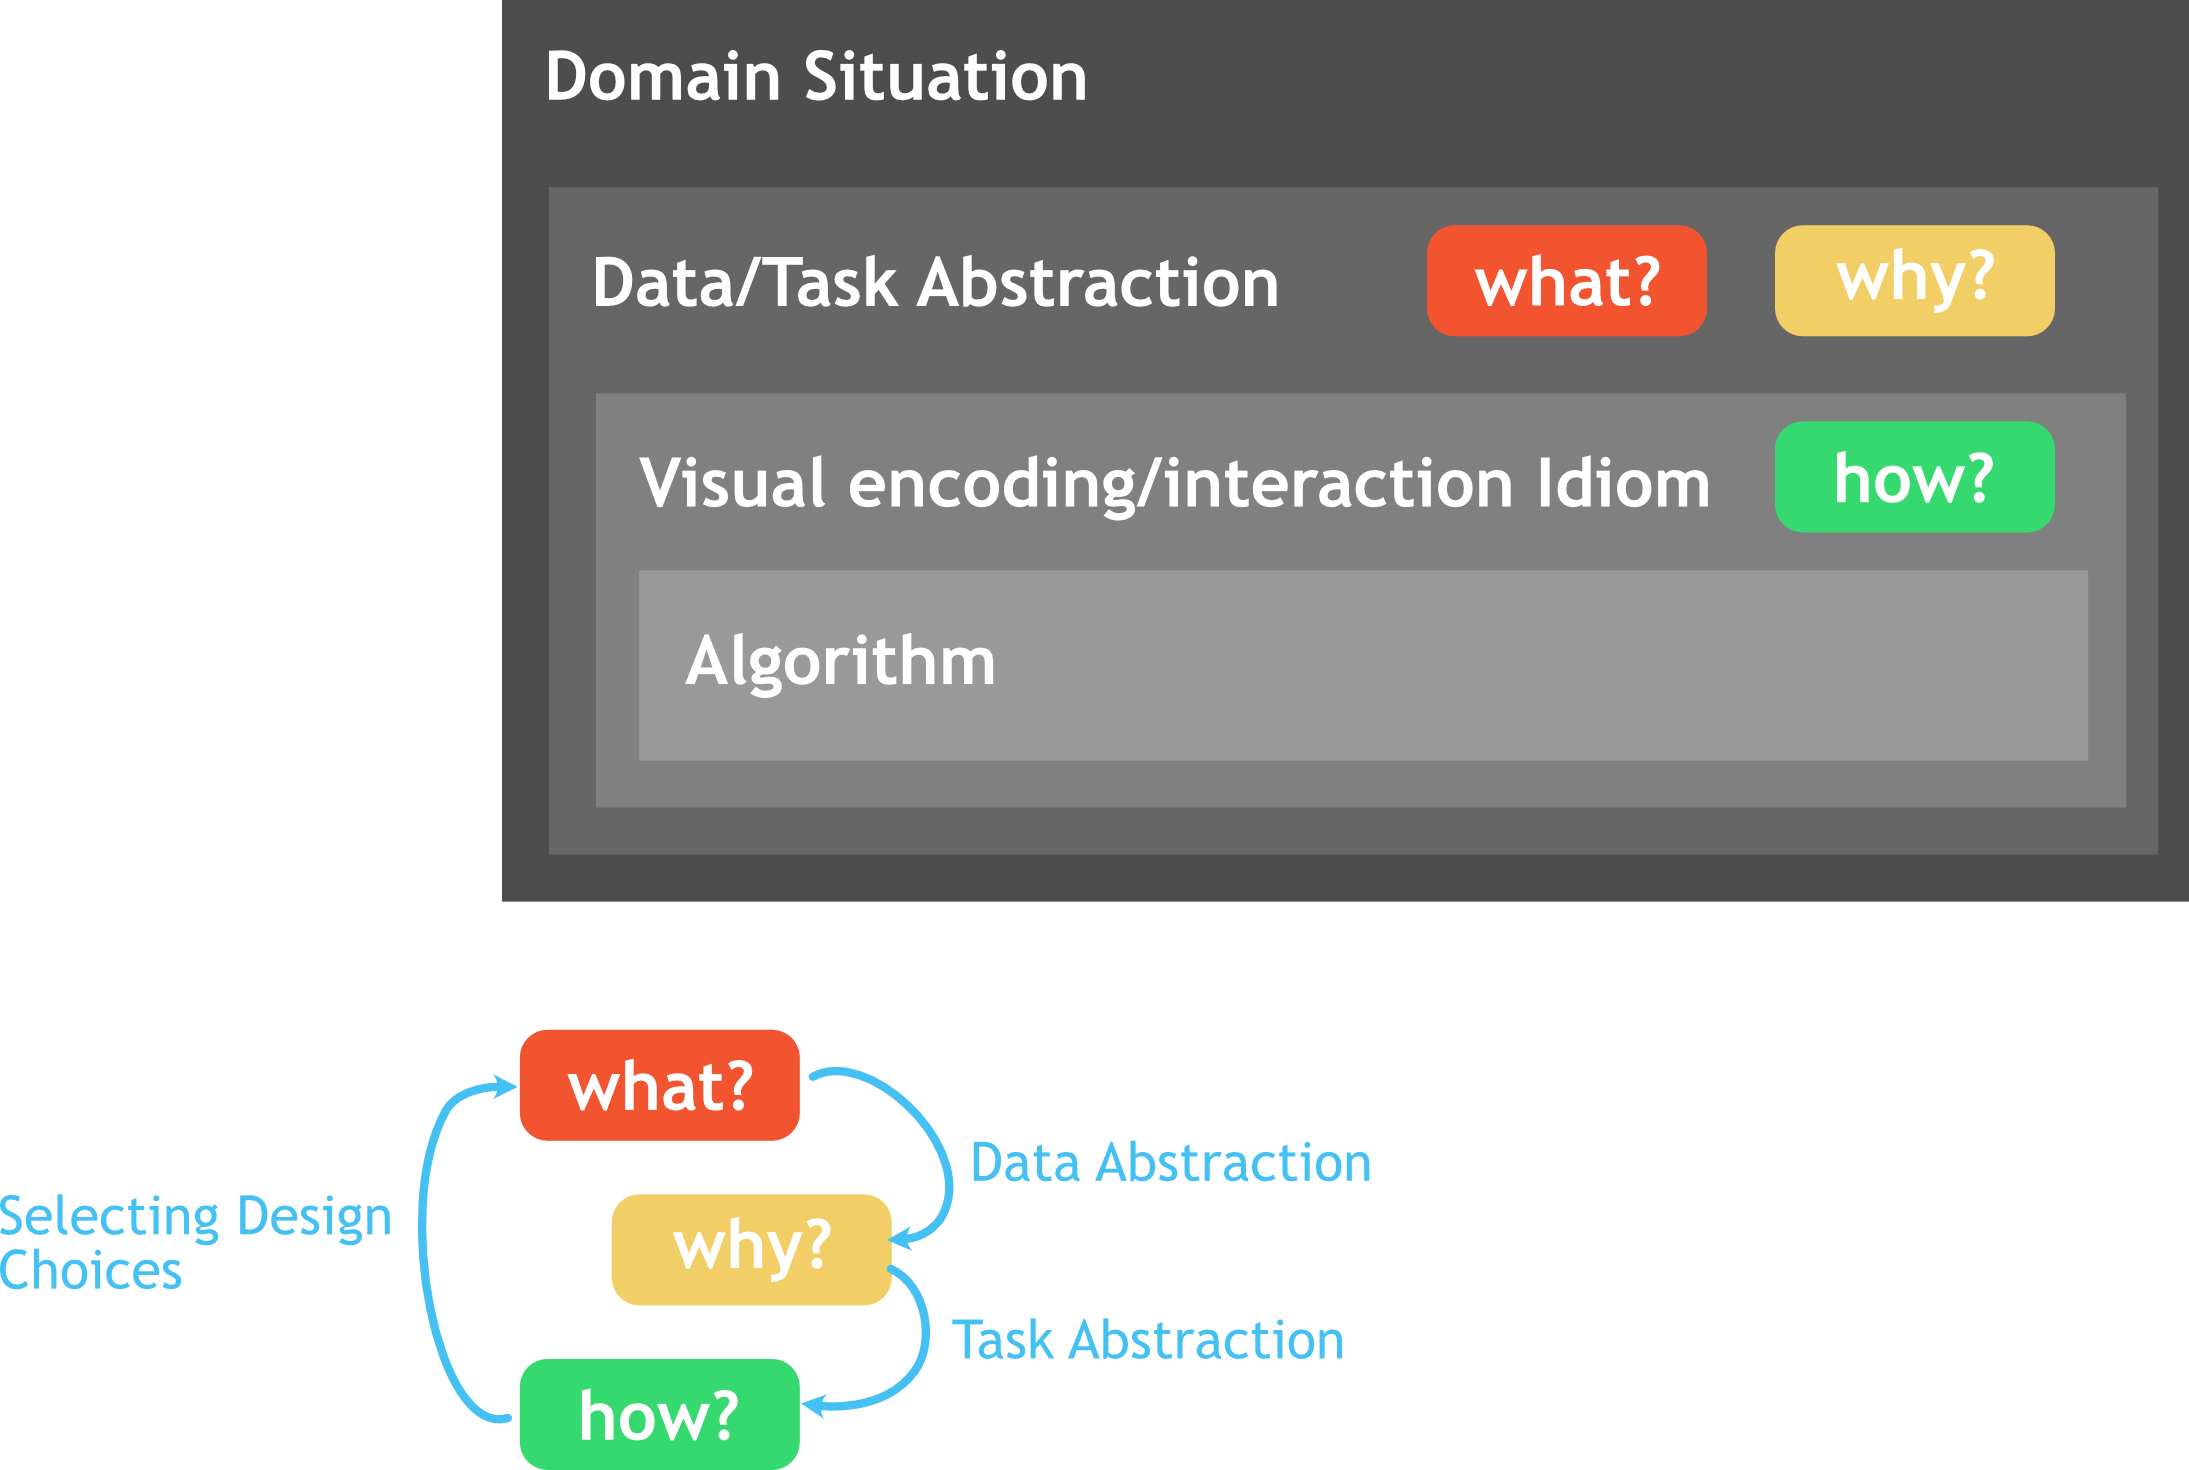 Domain Situation
Data/Task Abstraction what? why?
Visual encoding/interaction Idiom how?
Algorithm
what?
Data Abstraction
Selecting Design
Choices
why?
Task Abstraction
how?